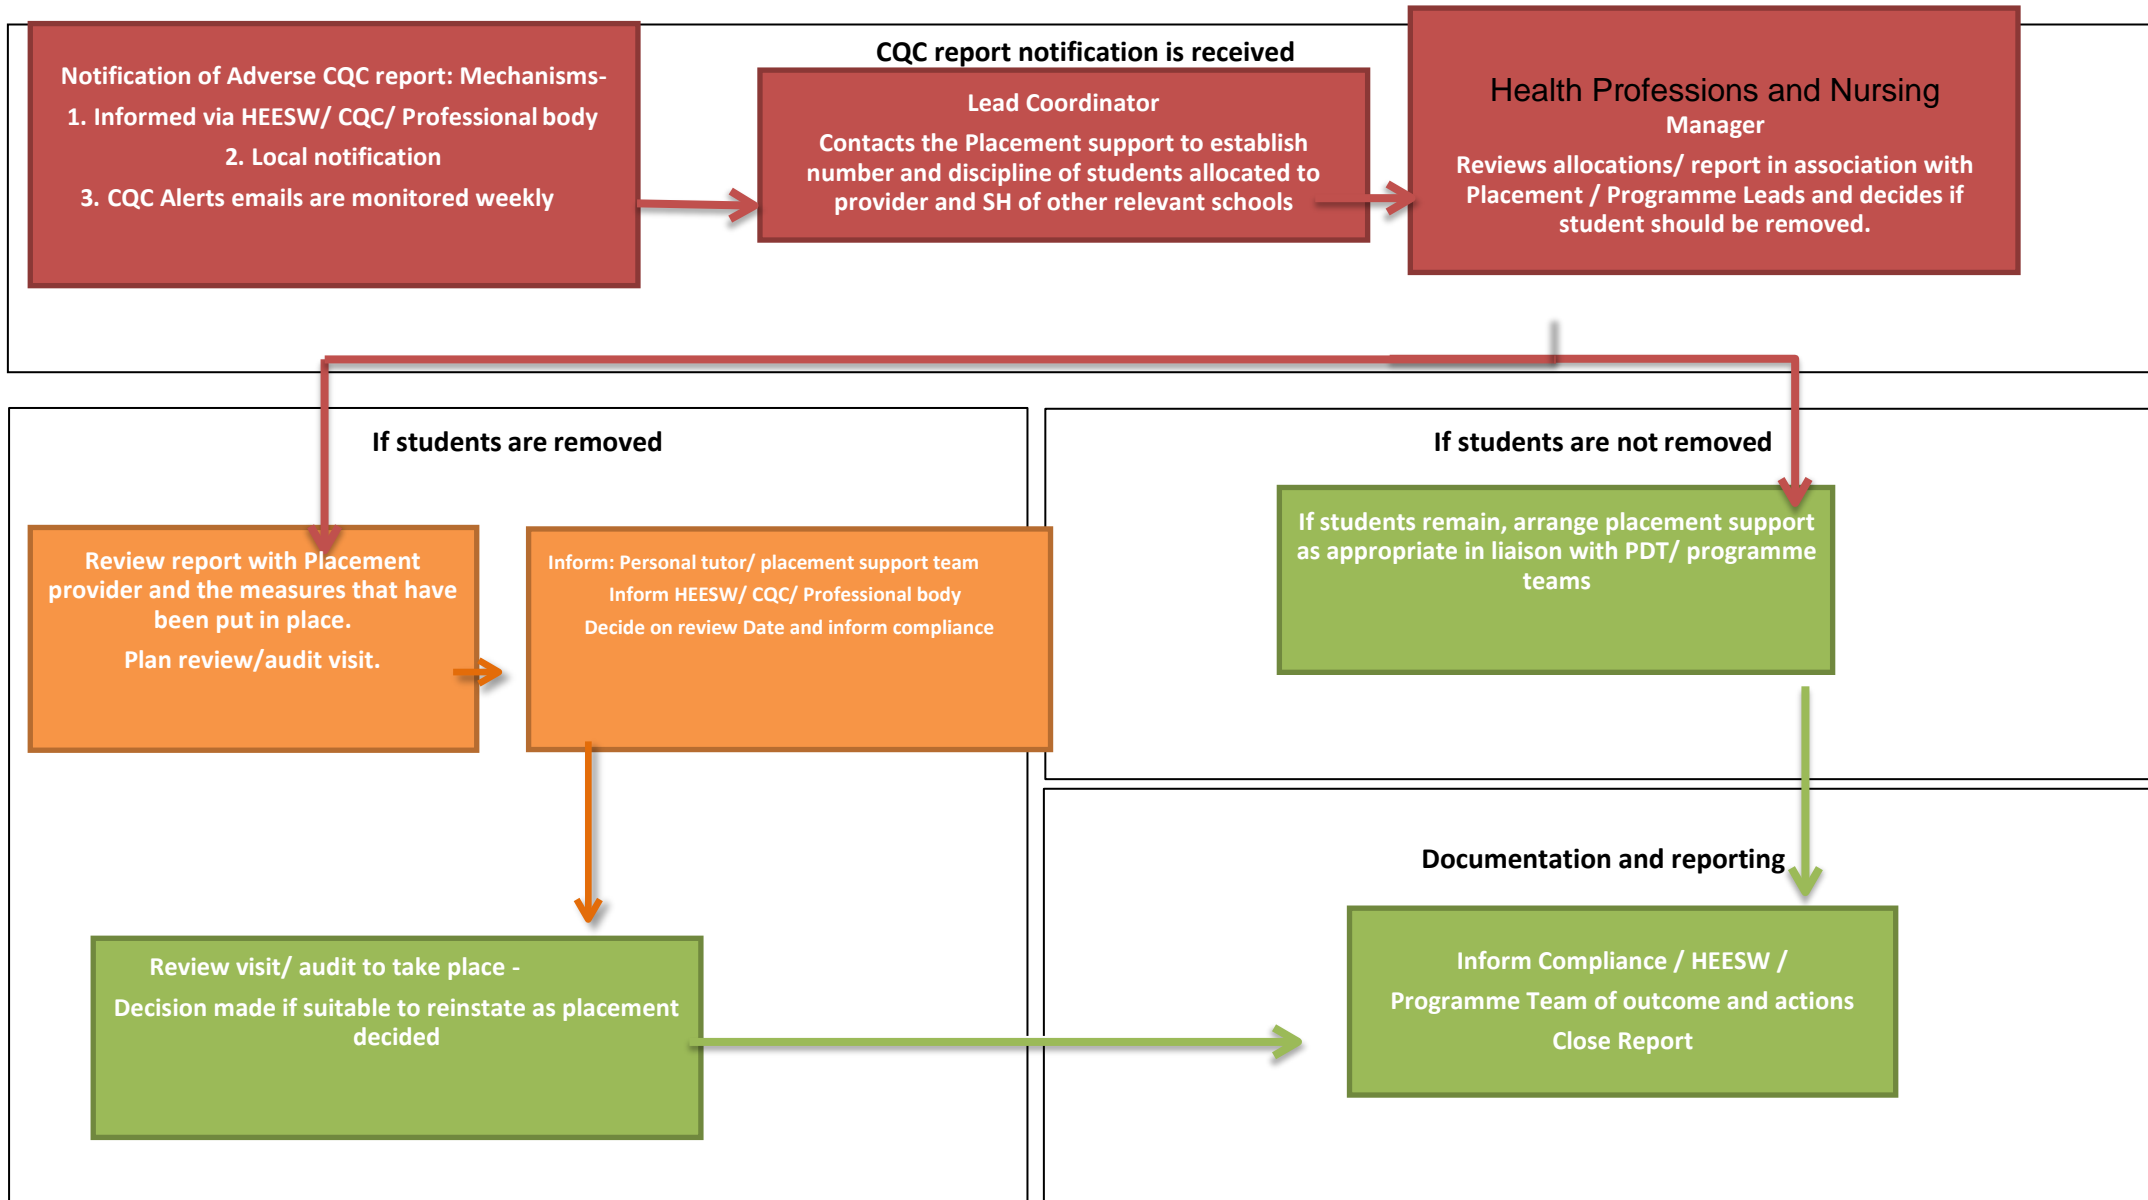 CQC report notification is received
Notification of Adverse CQC report: Mechanisms-
1. Informed via HEESW/ CQC/ Professional body
2. Local notification
3. CQC Alerts emails are monitored weekly
Lead Coordinator
Contacts the Placement support to establish
number and discipline of students allocated to
provider and SH of other relevant schools
Health Professions and Nursing
Manager
Reviews allocations/ report in association with
Placement / Programme Leads and decides if
student should be removed.
If students are removed
Review report with Placement
provider and the measures that have
been put in place.
Plan review/audit visit.
Inform: Personal tutor/ placement support team
Inform HEESW/ CQC/ Professional body
Decide on review Date and inform compliance
Review visit/ audit to take place -
Decision made if suitable to reinstate as placement
decided
If students are not removed
If students remain, arrange placement support
as appropriate in liaison with PDT/ programme
teams
Documentation and reporting
Inform Compliance / HEESW /
Programme Team of outcome and actions
Close Report